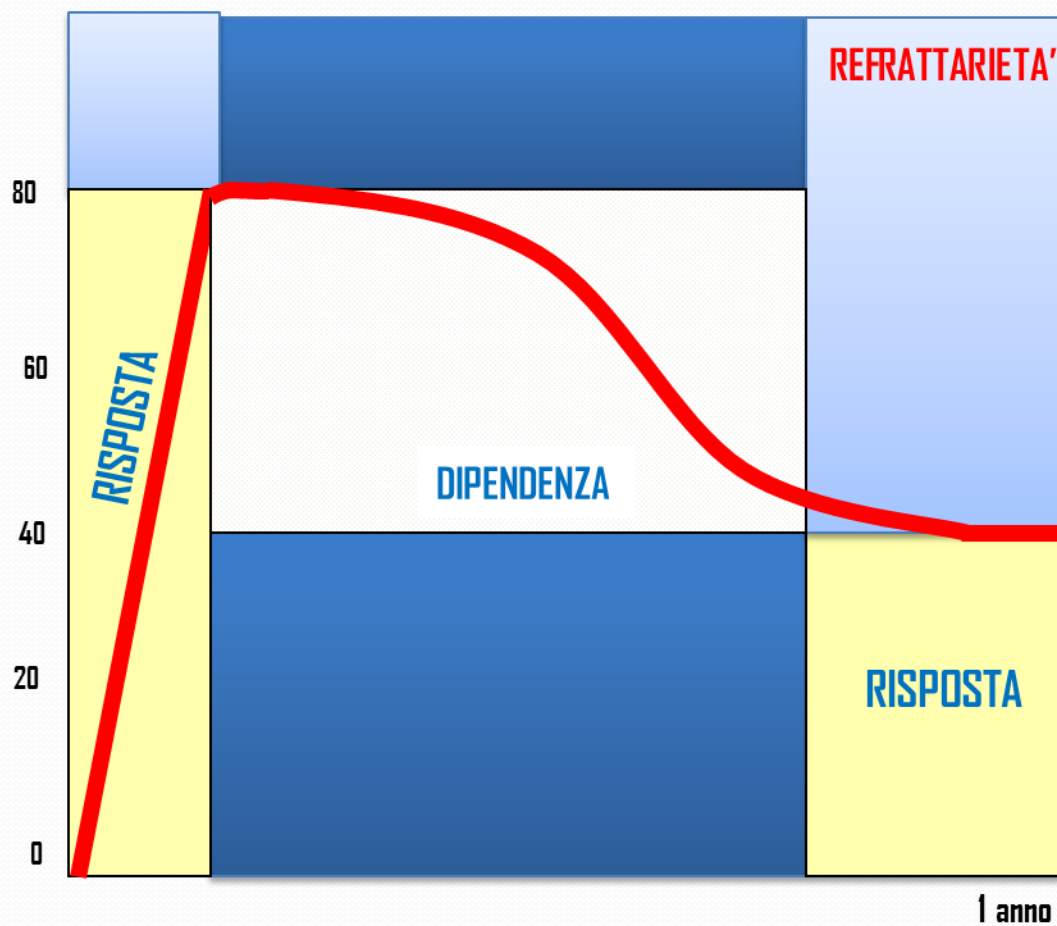 REFRATTARIETA'
80
60
RISPOSTA
DIPENDENZA
40
20
RISPOSTA
0
1 anno